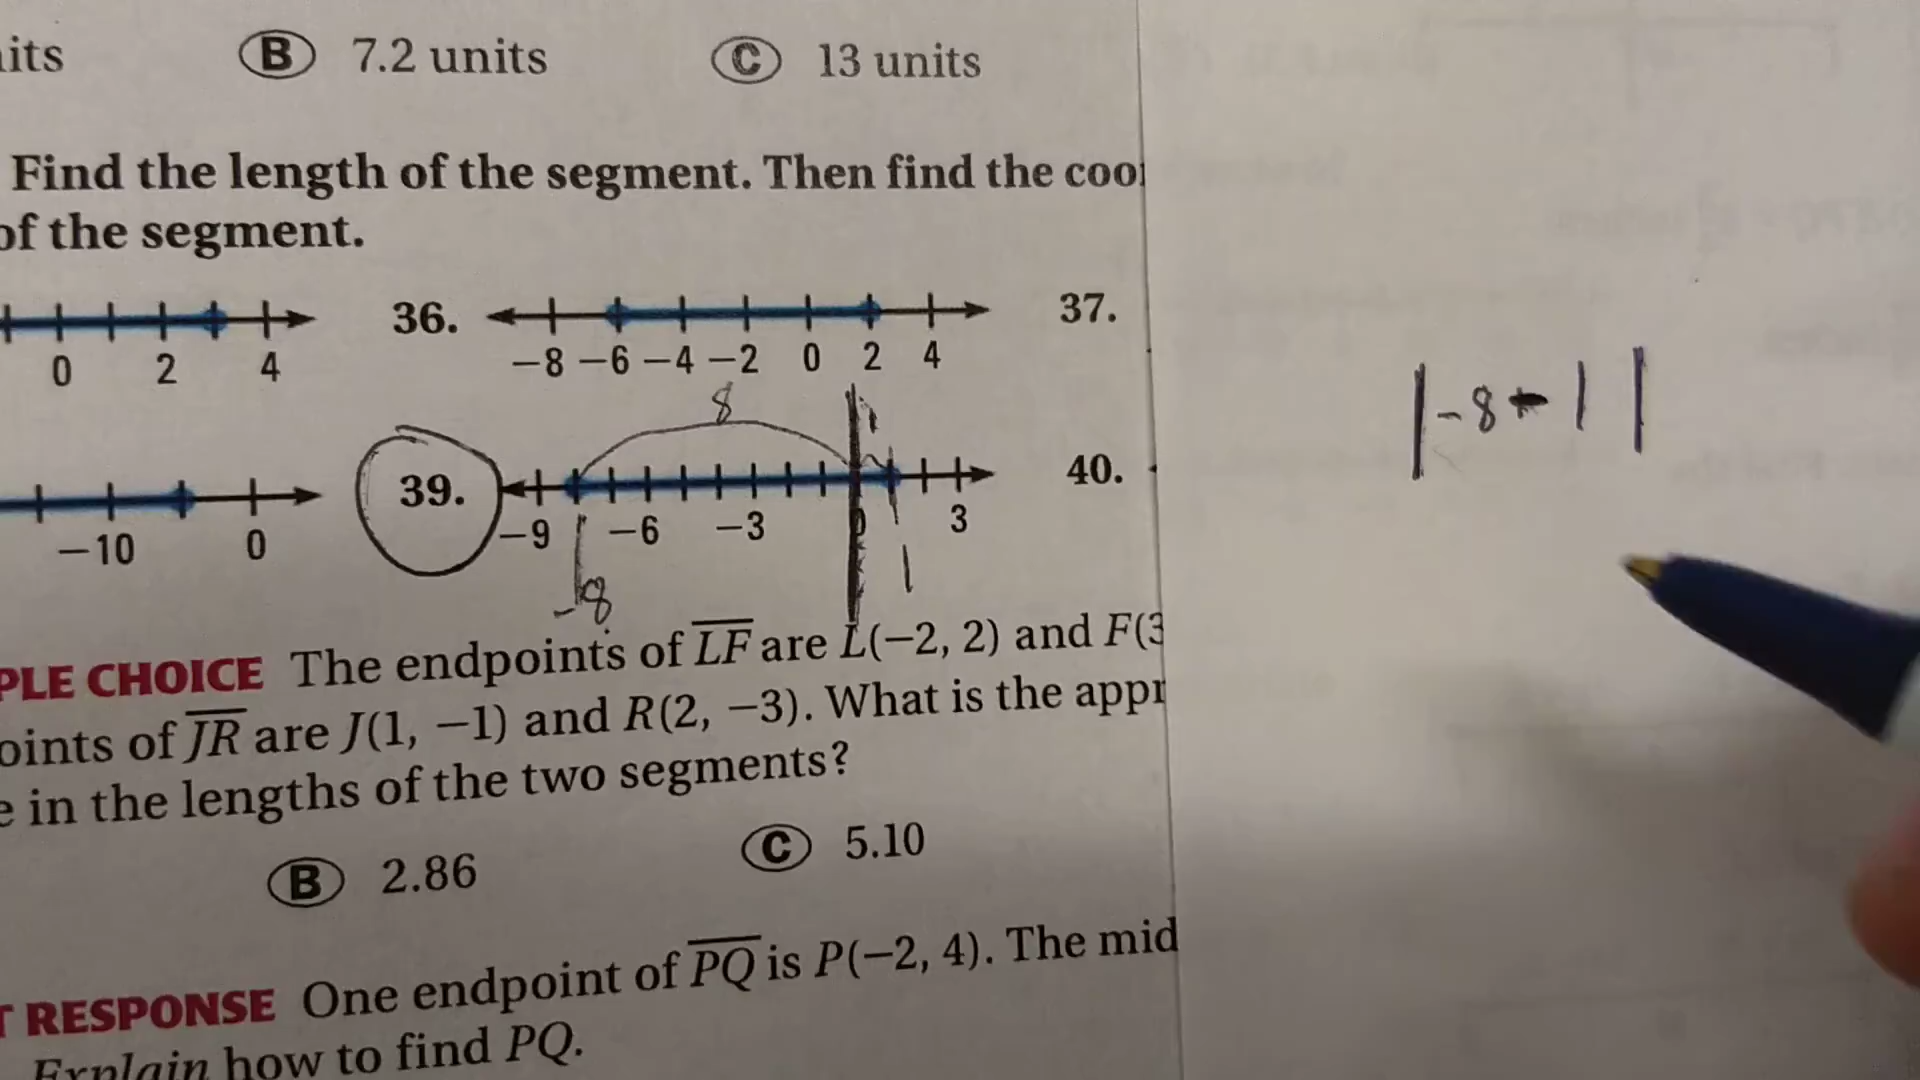 its B 7.2 units C 13 units
Find the length of the segment. Then find the coo
of the segment.
36. 37.
0 2 4 −8 −6 −4 −2 0 2 4
8 1
39. 40.
−10 0 −9 −6 −3 0 3
-8 1
|-8-1|
PLE CHOICE The endpoints of LF are L(−2, 2) and F(3
oints of JR are J(1, −1) and R(2, −3). What is the appr
e in the lengths of the two segments?
B 2.86 C 5.10
T RESPONSE One endpoint of PQ is P(−2, 4). The mid
Explain how to find PQ.